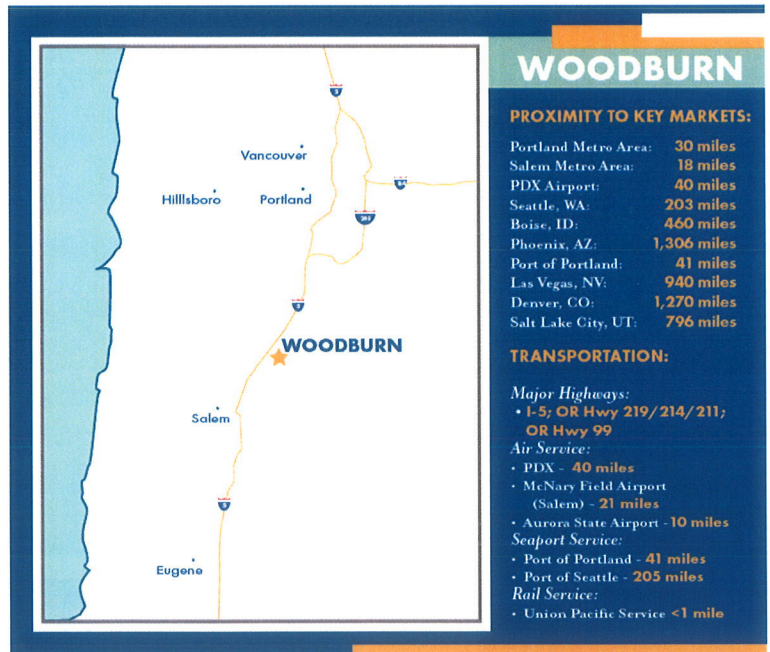 WOODBURN
PROXIMITY TO KEY MARKETS:
Portland Metro Area: 30 miles
Salem Metro Area: 18 miles
PDX Airport: 40 miles
Seattle, WA: 203 miles
Boise, ID: 460 miles
Phoenix, AZ: 1,306 miles
Port of Portland: 41 miles
Las Vegas, NV: 940 miles
Denver, CO: 1,270 miles
Salt Lake City, UT: 796 miles
TRANSPORTATION:
Major Highways:
• I-5; OR Hwy 219/214/211;
OR Hwy 99
Air Service:
• PDX - 40 miles
• McNary Field Airport
(Salem) - 21 miles
• Aurora State Airport - 10 miles
Seaport Service:
• Port of Portland - 41 miles
• Port of Seattle - 205 miles
Rail Service:
• Union Pacific Service <1 mile
5
Vancouver
84
Hilllsboro
Portland
205
5
WOODBURN
Salem
5
Eugene